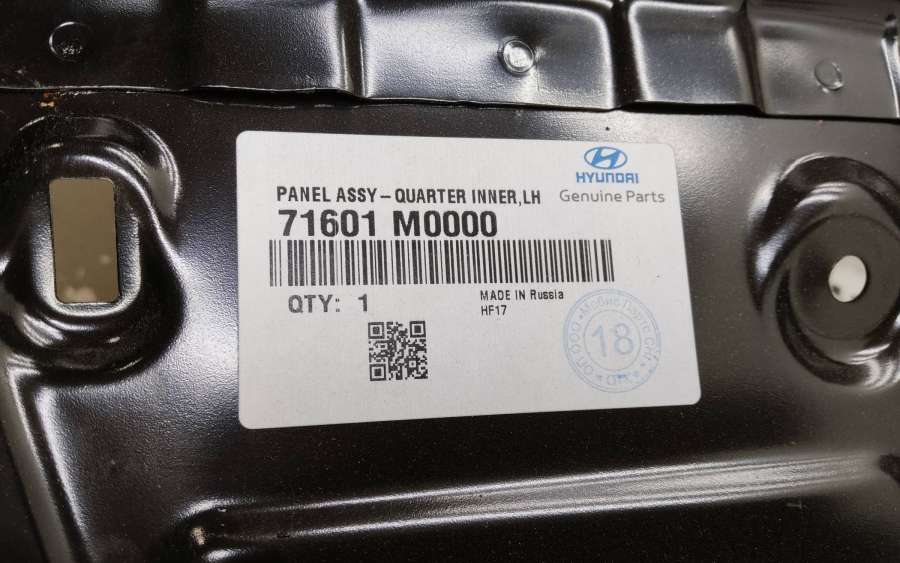 HYUNDAI
Genuine Parts
PANEL ASSY-QUARTER INNER,LH
71601 M0000
QTY: 1
MADE IN Russia
HF17
18